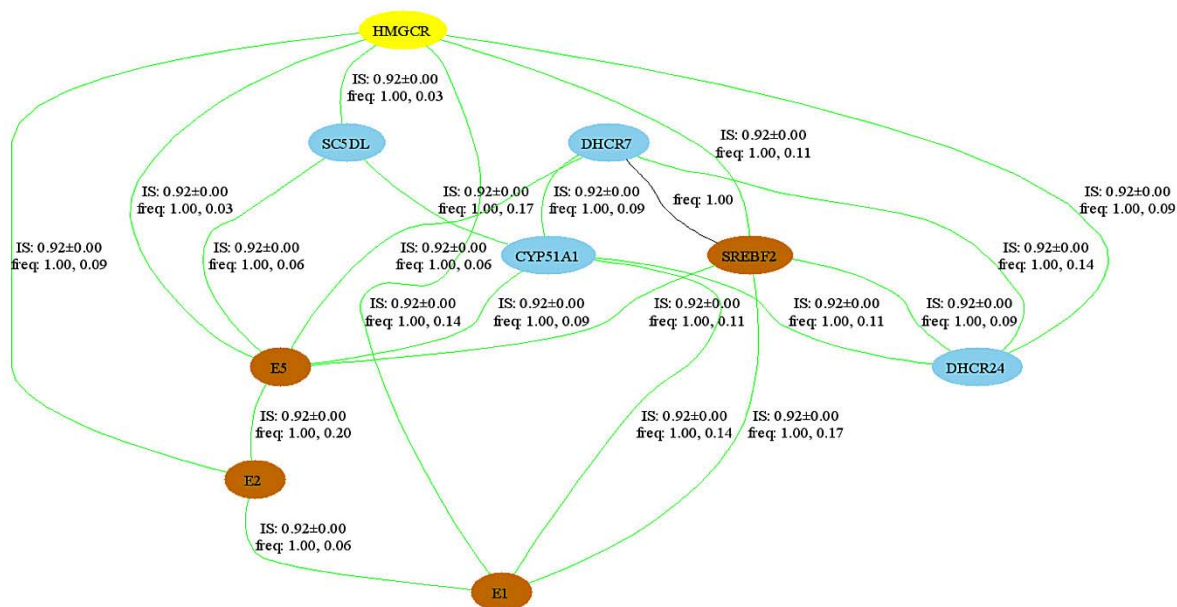 HMGCR
IS: 0.92±0.00
freq: 1.00, 0.03
SC5DL
DHCR7
IS: 0.92±0.00
freq: 1.00, 0.11
IS: 0.92±0.00
freq: 1.00, 0.03
IS: 0.92±0.00
freq: 1.00, 0.17
IS: 0.92±0.00
freq: 1.00, 0.09
freq: 1.00
IS: 0.92±0.00
freq: 1.00, 0.09
IS: 0.92±0.00
freq: 1.00, 0.09
IS: 0.92±0.00
freq: 1.00, 0.06
IS: 0.92±0.00
freq: 1.00, 0.06
CYP51A1
SREBF2
IS: 0.92±0.00
freq: 1.00, 0.14
IS: 0.92±0.00
freq: 1.00, 0.14
IS: 0.92±0.00
freq: 1.00, 0.09
IS: 0.92±0.00
freq: 1.00, 0.11
IS: 0.92±0.00
freq: 1.00, 0.11
IS: 0.92±0.00
freq: 1.00, 0.09
E5
DHCR24
IS: 0.92±0.00
freq: 1.00, 0.20
IS: 0.92±0.00
freq: 1.00, 0.14
IS: 0.92±0.00
freq: 1.00, 0.17
E2
IS: 0.92±0.00
freq: 1.00, 0.06
E1